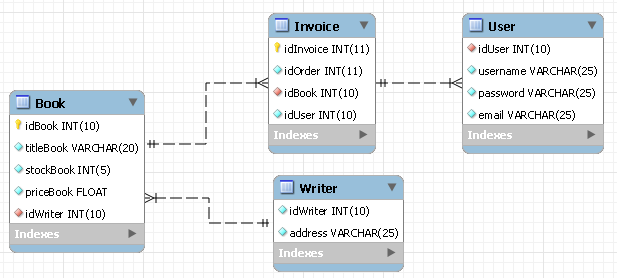 Invoice
idInvoice INT(11)
idOrder INT(11)
idBook INT(10)
idUser INT(10)
Indexes
User
idUser INT(10)
username VARCHAR(25)
password VARCHAR(25)
email VARCHAR(25)
Indexes
Book
idBook INT(10)
titleBook VARCHAR(20)
stockBook INT(5)
priceBook FLOAT
idWriter INT(10)
Indexes
Writer
idWriter INT(10)
address VARCHAR(25)
Indexes